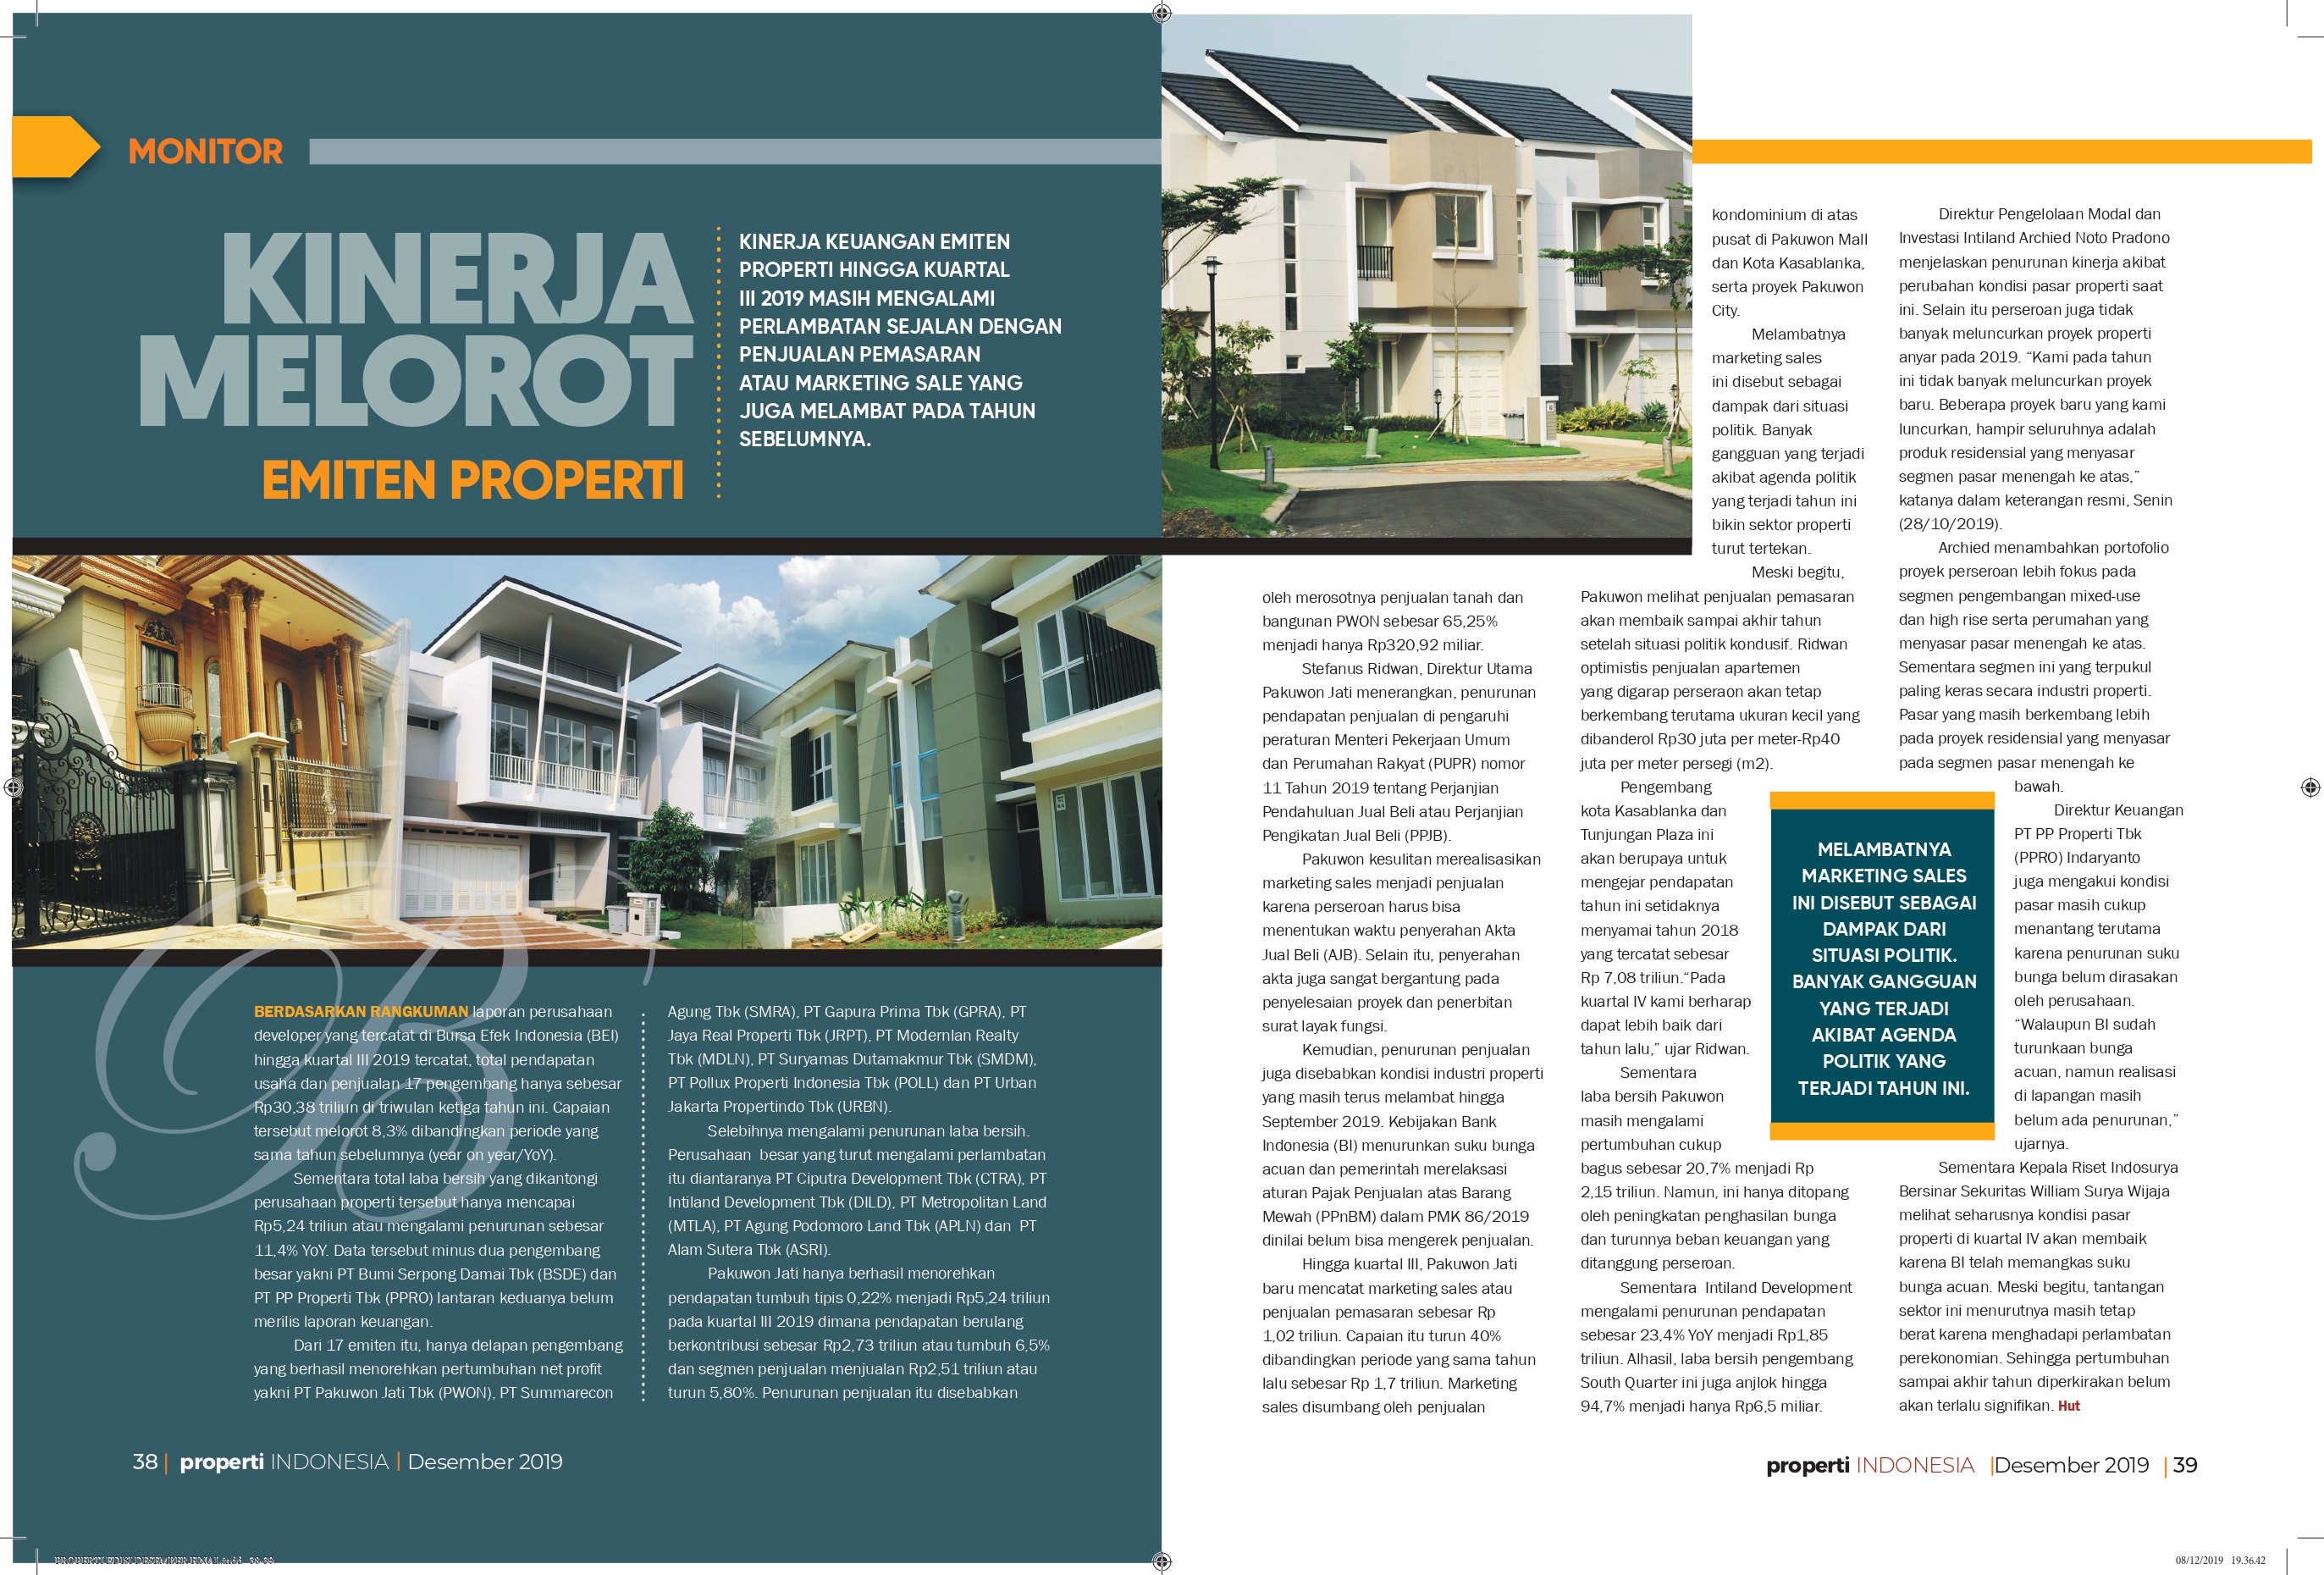 MONITOR
KINERJA
MELOROT
EMITEN PROPERTI
KINERJA KEUANGAN EMITEN
PROPERTI HINGGA KUARTAL
III 2019 MASIH MENGALAMI
PERLAMBATAN SEJALAN DENGAN
PENJUALAN PEMASARAN
ATAU MARKETING SALE YANG
JUGA MELAMBAT PADA TAHUN
SEBELUMNYA.
BERDASARKAN RANGKUMAN laporan perusahaan
developer yang tercatat di Bursa Efek Indonesia (BEI)
hingga kuartal III 2019 tercatat, total pendapatan
usaha dan penjualan 17 pengembang hanya sebesar
Rp30,38 triliun di triwulan ketiga tahun ini. Capaian
tersebut melorot 8,3% dibandingkan periode yang
sama tahun sebelumnya (year on year/YoY).
Sementara total laba bersih yang dikantongi
perusahaan properti tersebut hanya mencapai
Rp5,24 triliun atau mengalami penurunan sebesar
11,4% YoY. Data tersebut minus dua pengembang
besar yakni PT Bumi Serpong Damai Tbk (BSDE) dan
PT PP Properti Tbk (PPRO) lantaran keduanya belum
merilis laporan keuangan.
Dari 17 emiten itu, hanya delapan pengembang
yang berhasil menorehkan pertumbuhan net profit
yakni PT Pakuwon Jati Tbk (PWON), PT Summarecon
Agung Tbk (SMRA), PT Gapura Prima Tbk (GPRA), PT
Jaya Real Properti Tbk (JRPT), PT Modernlan Realty
Tbk (MDLN), PT Suryamas Dutamakmur Tbk (SMDM),
PT Pollux Properti Indonesia Tbk (POLL) dan PT Urban
Jakarta Propertindo Tbk (URBN).
Selebihnya mengalami penurunan laba bersih.
Perusahaan  besar yang turut mengalami perlambatan
itu diantaranya PT Ciputra Development Tbk (CTRA), PT
Intiland Development Tbk (DILD), PT Metropolitan Land
(MTLA), PT Agung Podomoro Land Tbk (APLN) dan  PT
Alam Sutera Tbk (ASRI).
Pakuwon Jati hanya berhasil menorehkan
pendapatan tumbuh tipis 0,22% menjadi Rp5,24 triliun
pada kuartal III 2019 dimana pendapatan berulang
berkontribusi sebesar Rp2,73 triliun atau tumbuh 6,5%
dan segmen penjualan menjualan Rp2,51 triliun atau
turun 5,80%. Penurunan penjualan itu disebabkan
38 | properti INDONESIA | Desember 2019
oleh merosotnya penjualan tanah dan
bangunan PWON sebesar 65,25%
menjadi hanya Rp320,92 miliar.
Stefanus Ridwan, Direktur Utama
Pakuwon Jati menerangkan, penurunan
pendapatan penjualan di pengaruhi
peraturan Menteri Pekerjaan Umum
dan Perumahan Rakyat (PUPR) nomor
11 Tahun 2019 tentang Perjanjian
Pendahuluan Jual Beli atau Perjanjian
Pengikatan Jual Beli (PPJB).
Pakuwon kesulitan merealisasikan
marketing sales menjadi penjualan
karena perseroan harus bisa
menentukan waktu penyerahan Akta
Jual Beli (AJB). Selain itu, penyerahan
akta juga sangat bergantung pada
penyelesaian proyek dan penerbitan
surat layak fungsi.
Kemudian, penurunan penjualan
juga disebabkan kondisi industri properti
yang masih terus melambat hingga
September 2019. Kebijakan Bank
Indonesia (BI) menurunkan suku bunga
acuan dan pemerintah merelaksasi
aturan Pajak Penjualan atas Barang
Mewah (PPnBM) dalam PMK 86/2019
dinilai belum bisa mengerek penjualan.
Hingga kuartal III, Pakuwon Jati
baru mencatat marketing sales atau
penjualan pemasaran sebesar Rp
1,02 triliun. Capaian itu turun 40%
dibandingkan periode yang sama tahun
lalu sebesar Rp 1,7 triliun. Marketing
sales disumbang oleh penjualan
kondominium di atas
pusat di Pakuwon Mall
dan Kota Kasablanka,
serta proyek Pakuwon
City.
Melambatnya
marketing sales
ini disebut sebagai
dampak dari situasi
politik. Banyak
gangguan yang terjadi
akibat agenda politik
yang terjadi tahun ini
bikin sektor properti
turut tertekan.
Meski begitu,
Pakuwon melihat penjualan pemasaran
akan membaik sampai akhir tahun
setelah situasi politik kondusif. Ridwan
optimistis penjualan apartemen
yang digarap perseraon akan tetap
berkembang terutama ukuran kecil yang
dibanderol Rp30 juta per meter-Rp40
juta per meter persegi (m2).
Pengembang
kota Kasablanka dan
Tunjungan Plaza ini
akan berupaya untuk
mengejar pendapatan
tahun ini setidaknya
menyamai tahun 2018
yang tercatat sebesar
Rp 7,08 triliun.“Pada
kuartal IV kami berharap
dapat lebih baik dari
tahun lalu,” ujar Ridwan.
Sementara
laba bersih Pakuwon
masih mengalami
pertumbuhan cukup
bagus sebesar 20,7% menjadi Rp
2,15 triliun. Namun, ini hanya ditopang
oleh peningkatan penghasilan bunga
dan turunnya beban keuangan yang
ditanggung perseroan.
Sementara  Intiland Development
mengalami penurunan pendapatan
sebesar 23,4% YoY menjadi Rp1,85
triliun. Alhasil, laba bersih pengembang
South Quarter ini juga anjlok hingga
94,7% menjadi hanya Rp6,5 miliar.
MELAMBATNYA
MARKETING SALES
INI DISEBUT SEBAGAI
DAMPAK DARI
SITUASI POLITIK.
BANYAK GANGGUAN
YANG TERJADI
AKIBAT AGENDA
POLITIK YANG
TERJADI TAHUN INI.
Direktur Pengelolaan Modal dan
Investasi Intiland Archied Noto Pradono
menjelaskan penurunan kinerja akibat
perubahan kondisi pasar properti saat
ini. Selain itu perseroan juga tidak
banyak meluncurkan proyek properti
anyar pada 2019. “Kami pada tahun
ini tidak banyak meluncurkan proyek
baru. Beberapa proyek baru yang kami
luncurkan, hampir seluruhnya adalah
produk residensial yang menyasar
segmen pasar menengah ke atas,”
katanya dalam keterangan resmi, Senin
(28/10/2019).
Archied menambahkan portofolio
proyek perseroan lebih fokus pada
segmen pengembangan mixed-use
dan high rise serta perumahan yang
menyasar pasar menengah ke atas.
Sementara segmen ini yang terpukul
paling keras secara industri properti.
Pasar yang masih berkembang lebih
pada proyek residensial yang menyasar
pada segmen pasar menengah ke
bawah.
Direktur Keuangan
PT PP Properti Tbk
(PPRO) Indaryanto
juga mengakui kondisi
pasar masih cukup
menantang terutama
karena penurunan suku
bunga belum dirasakan
oleh perusahaan.
“Walaupun BI sudah
turunkaan bunga
acuan, namun realisasi
di lapangan masih
belum ada penurunan,”
ujarnya.
Sementara Kepala Riset Indosurya
Bersinar Sekuritas William Surya Wijaja
melihat seharusnya kondisi pasar
properti di kuartal IV akan membaik
karena BI telah memangkas suku
bunga acuan. Meski begitu, tantangan
sektor ini menurutnya masih tetap
berat karena menghadapi perlambatan
perekonomian. Sehingga pertumbuhan
sampai akhir tahun diperkirakan belum
akan terlalu signifikan. Hut
properti INDONESIA |Desember 2019 | 39
08/12/2019 19.36.42